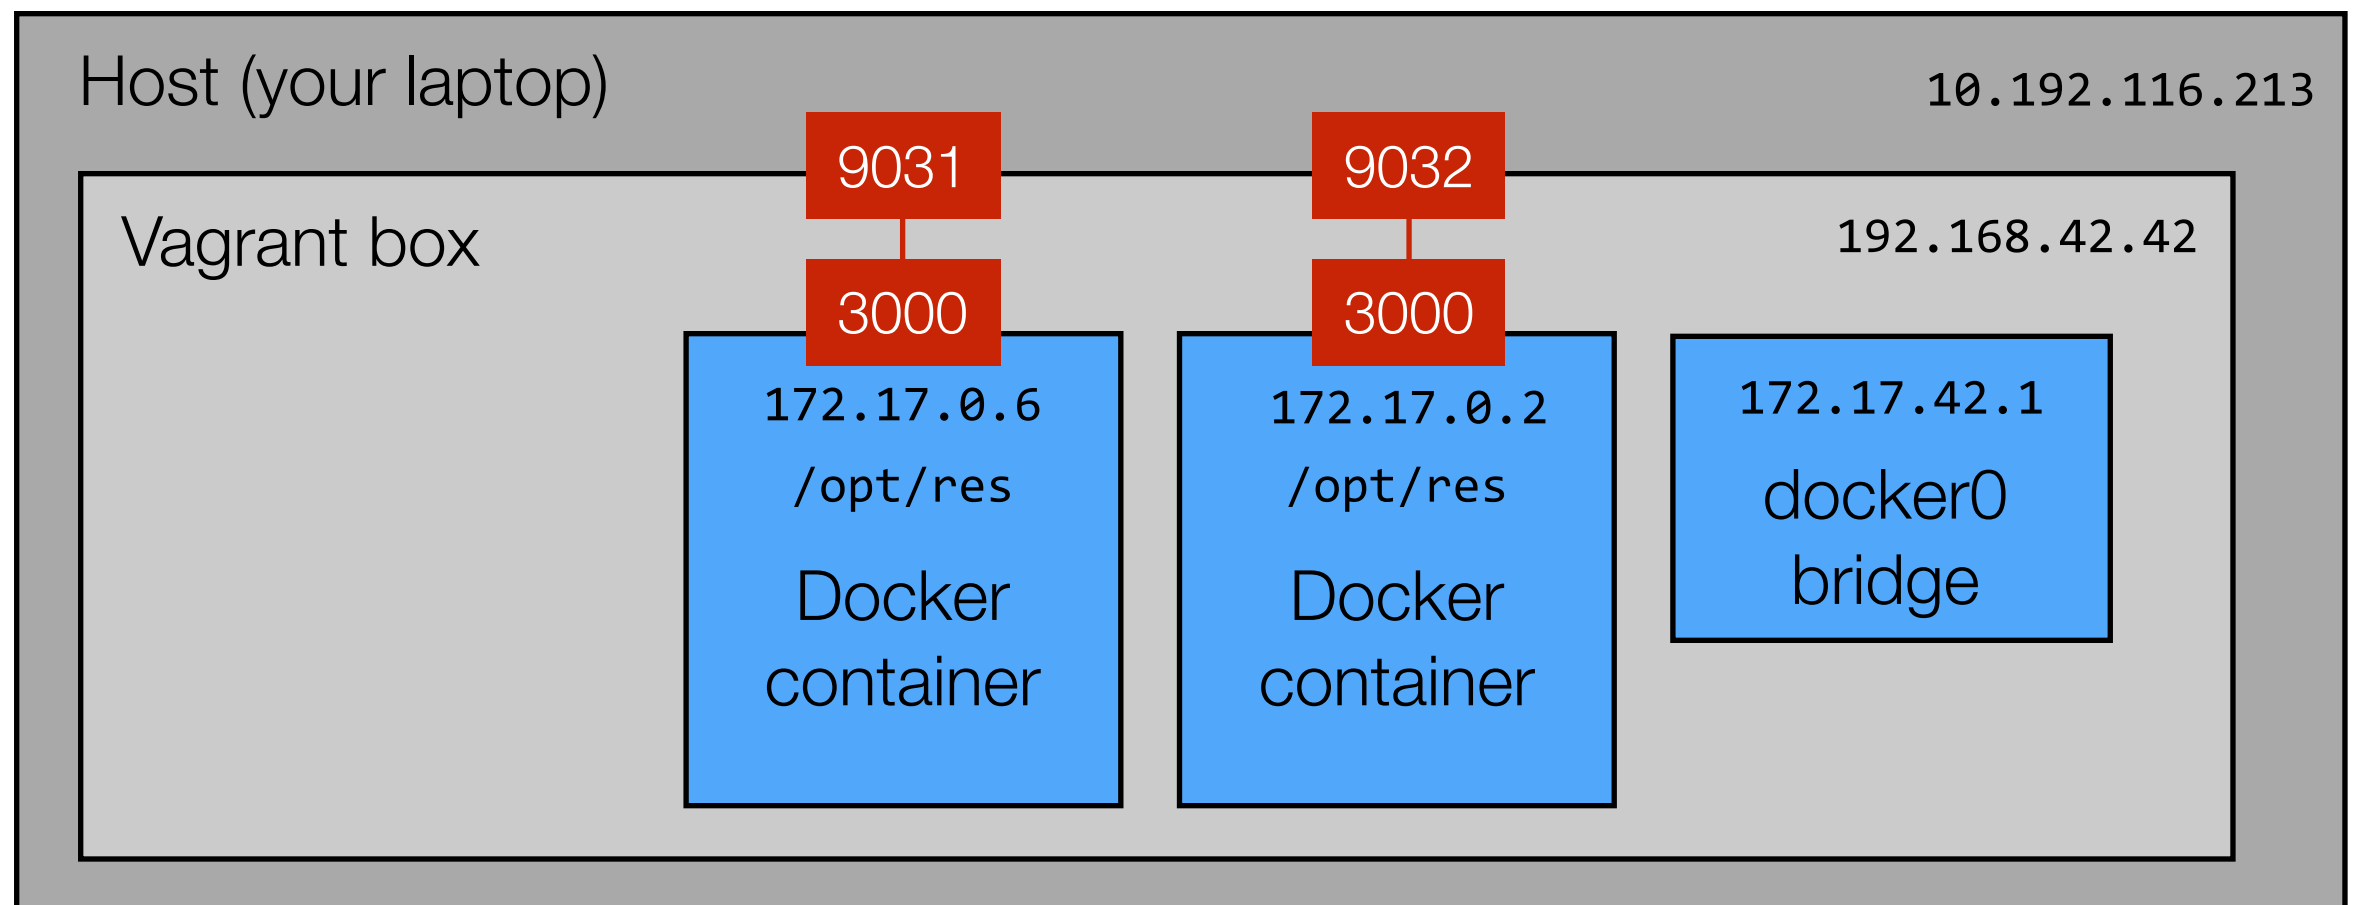 Host (your laptop)
10.192.116.213
9031
9032
Vagrant box
192.168.42.42
3000
3000
172.17.0.6
/opt/res
Docker
container
172.17.0.2
/opt/res
Docker
container
172.17.42.1
docker0
bridge